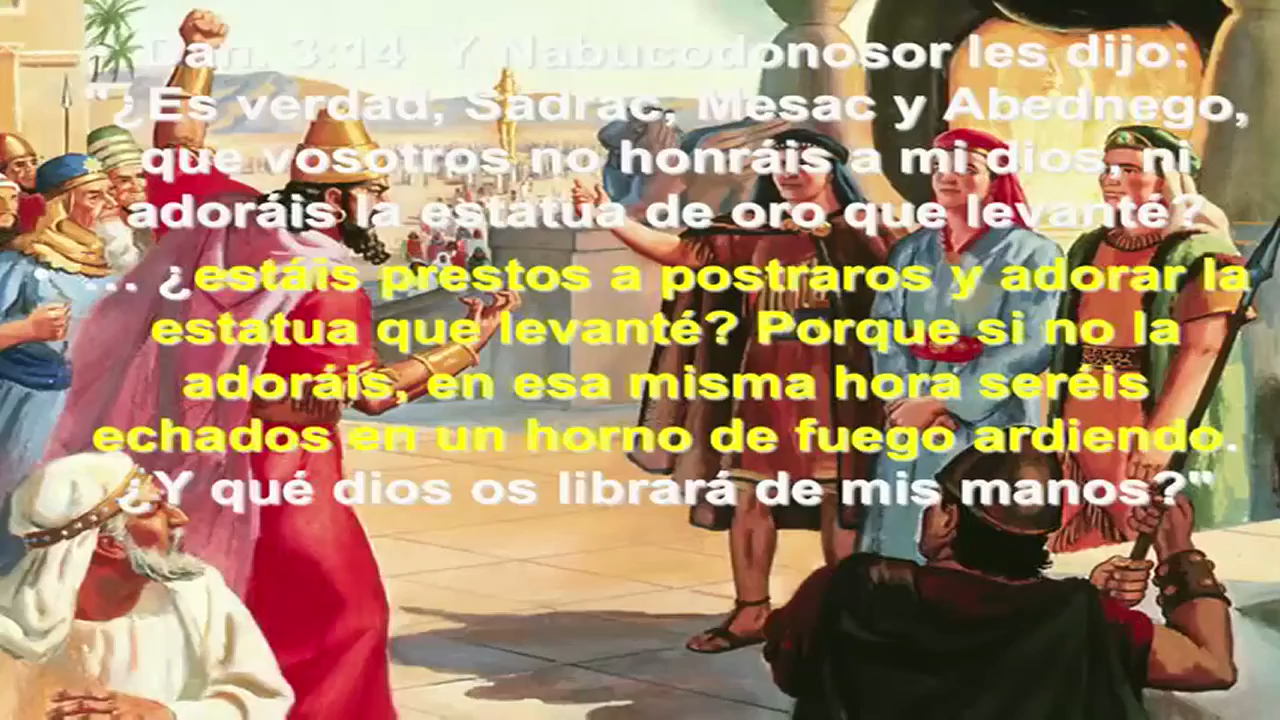 Dan. 3:14 Y Nabucodonosor les dijo:
"¿Es verdad, Sadrac, Mesac y Abednego,
que vosotros no honráis a mi dios, ni
adoráis la estatua de oro que levanté?
... ¿estáis prestos a postraros y adorar la
estatua que levanté? Porque si no la
adoráis, en esa misma hora seréis
echados en un horno de fuego ardiendo.
¿Y qué dios os librará de mis manos?"